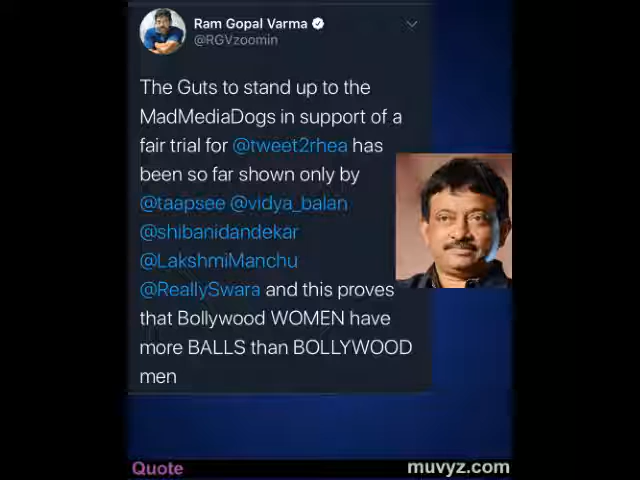 Ram Gopal Varma
@RGVzoomin
The Guts to stand up to the
MadMediaDogs in support of a
fair trial for @tweet2rhea has
been so far shown only by
@taapsee @vidya_balan
@shibanidandekar
@LakshmiManchu
@ReallySwara and this proves
that Bollywood WOMEN have
more BALLS than BOLLYWOOD
men
Quote
muvyz.com